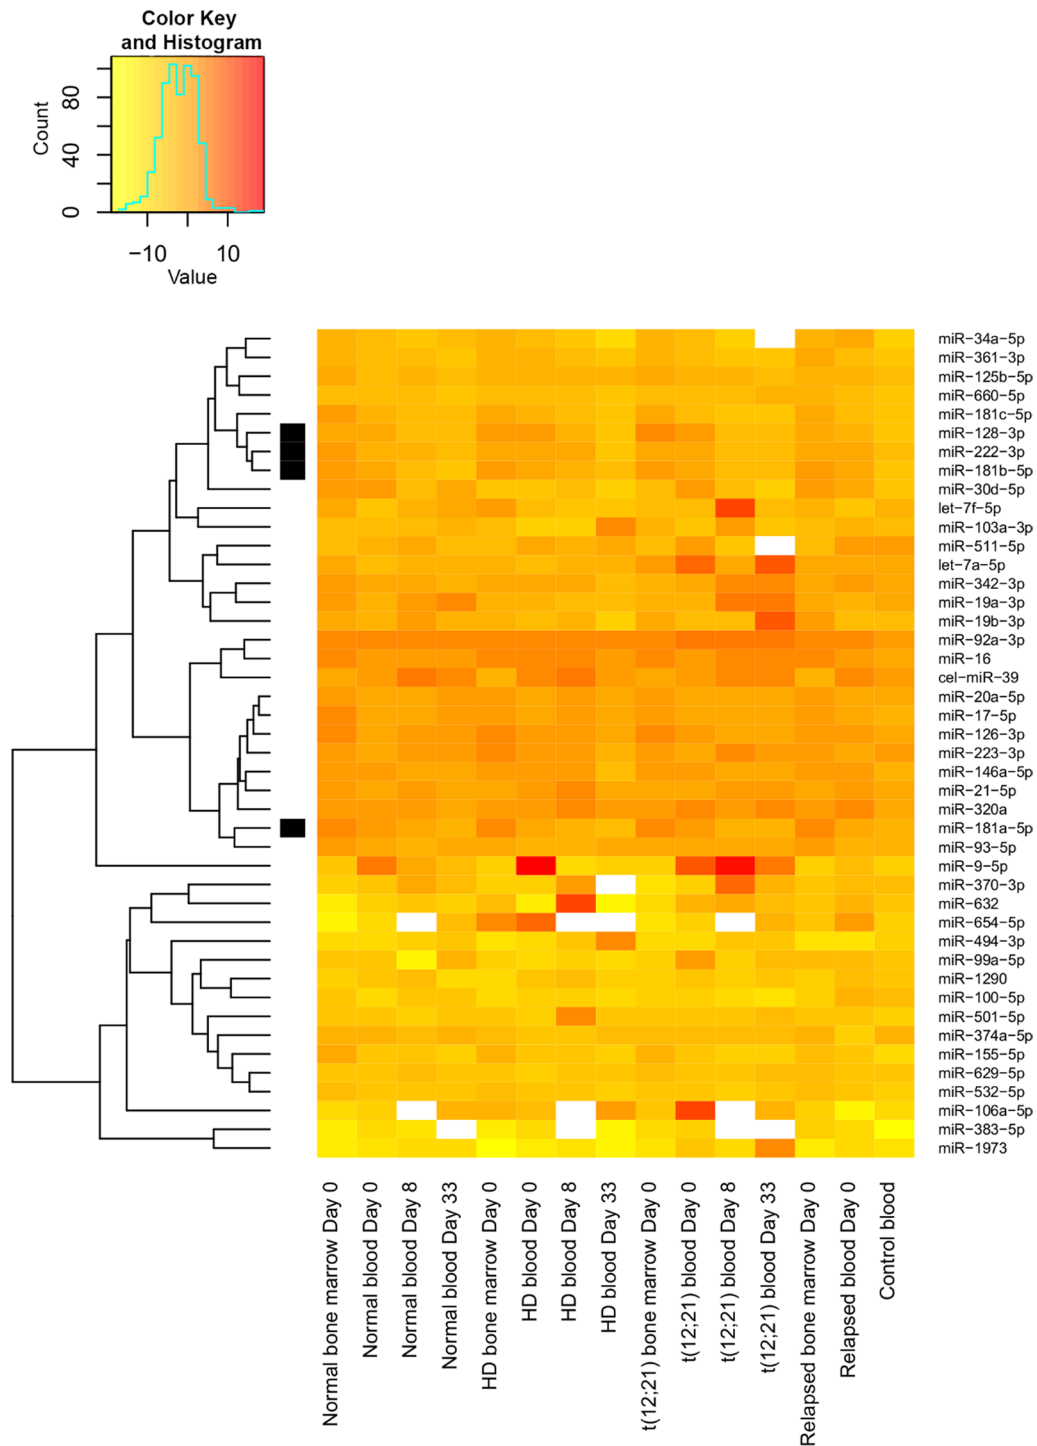 Color Key
and Histogram
Count
0
40
80
−10
10
Value
miR−34a−5p
miR−361−3p
miR−125b−5p
miR−660−5p
miR−181c−5p
miR−128−3p
miR−222−3p
miR−181b−5p
miR−30d−5p
let−7f−5p
miR−103a−3p
miR−511−5p
let−7a−5p
miR−342−3p
miR−19a−3p
miR−19b−3p
miR−92a−3p
miR−16
cel−miR−39
miR−20a−5p
miR−17−5p
miR−126−3p
miR−223−3p
miR−146a−5p
miR−21−5p
miR−320a
miR−181a−5p
miR−93−5p
miR−9−5p
miR−370−3p
miR−632
miR−654−5p
miR−494−3p
miR−99a−5p
miR−1290
miR−100−5p
miR−501−5p
miR−374a−5p
miR−155−5p
miR−629−5p
miR−532−5p
miR−106a−5p
miR−383−5p
miR−1973
Normal bone marrow Day 0
Normal blood Day 0
Normal blood Day 8
Normal blood Day 33
HD bone marrow Day 0
HD blood Day 0
HD blood Day 8
HD blood Day 33
t(12;21) bone marrow Day 0
t(12;21) blood Day 0
t(12;21) blood Day 8
t(12;21) blood Day 33
Relapsed bone marrow Day 0
Relapsed blood Day 0
Control blood